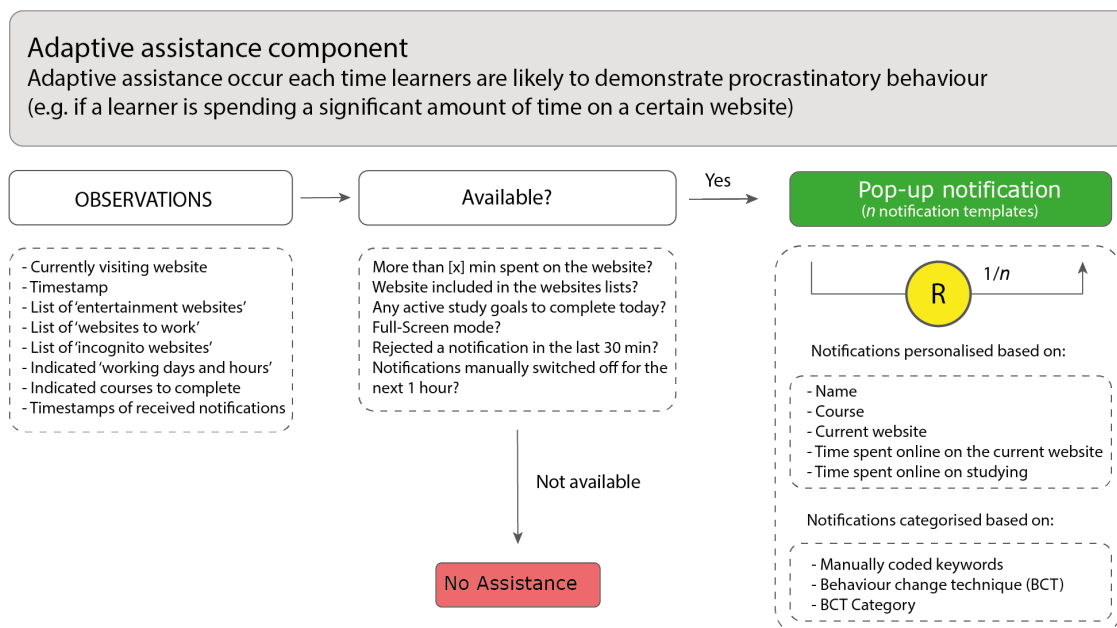 Adaptive assistance component
Adaptive assistance occur each time learners are likely to demonstrate procrastinatory behaviour
(e.g. if a learner is spending a significant amount of time on a certain website)
OBSERVATIONS
- Currently visiting website
- Timestamp
- List of ‘entertainment websites’
- List of ‘websites to work’
- List of ‘incognito websites’
- Indicated ‘working days and hours’
- Indicated courses to complete
- Timestamps of received notifications
Available?
More than [x] min spent on the website?
Website included in the websites lists?
Any active study goals to complete today?
Full-Screen mode?
Rejected a notification in the last 30 min?
Notifications manually switched off for the
next 1 hour?
Not available
No Assistance
Yes
Pop-up notification
(n notification templates)
R
1/n
Notifications personalised based on:
- Name
- Course
- Current website
- Time spent online on the current website
- Time spent online on studying
Notifications categorised based on:
- Manually coded keywords
- Behaviour change technique (BCT)
- BCT Category